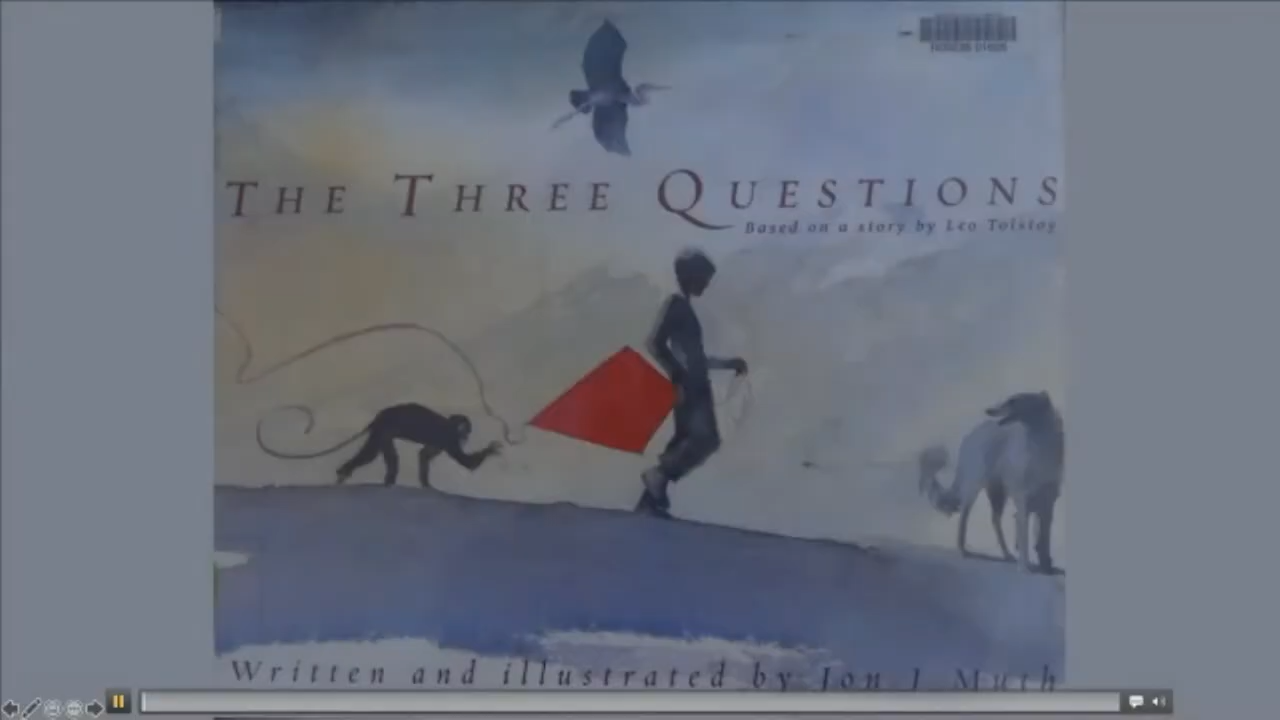 THE THREE QUESTIONS
Based on a story by Leo Tolstoy
Written and illustrated by Jon J Muth